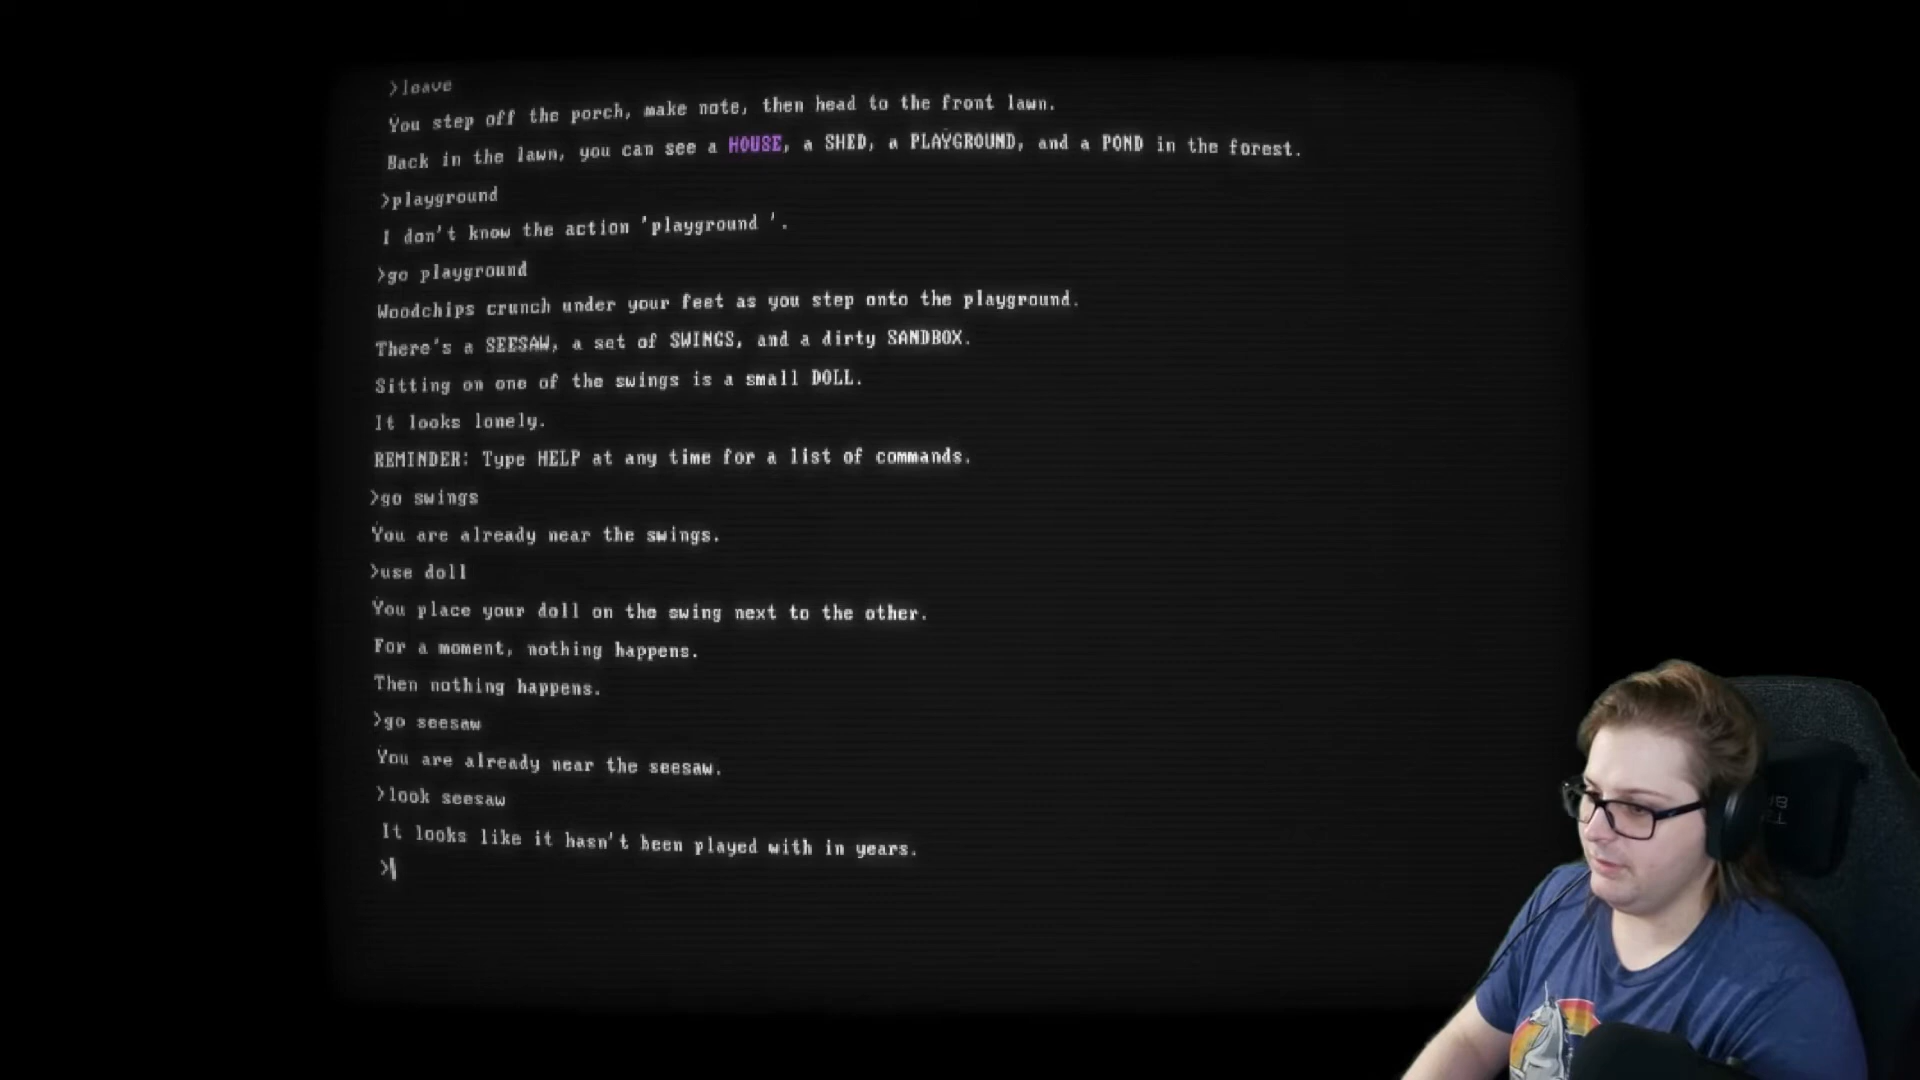 >leave
You step off the porch, make note, then head to the front lawn.
Back in the lawn, you can see a HOUSE, a SHED, a PLAYGROUND, and a POND in the forest.
>playground
I don't know the action 'playground '.
>go playground
Woodchips crunch under your feet as you step onto the playground.
There's a SEESAW, a set of SWINGS, and a dirty SANDBOX.
Sitting on one of the swings is a small DOLL.
It looks lonely.
REMINDER: Type HELP at any time for a list of commands.
>go swings
You are already near the swings.
>use doll
You place your doll on the swing next to the other.
For a moment, nothing happens.
Then nothing happens.
>go seesaw
You are already near the seesaw.
>look seesaw
It looks like it hasn't been played with in years.
>